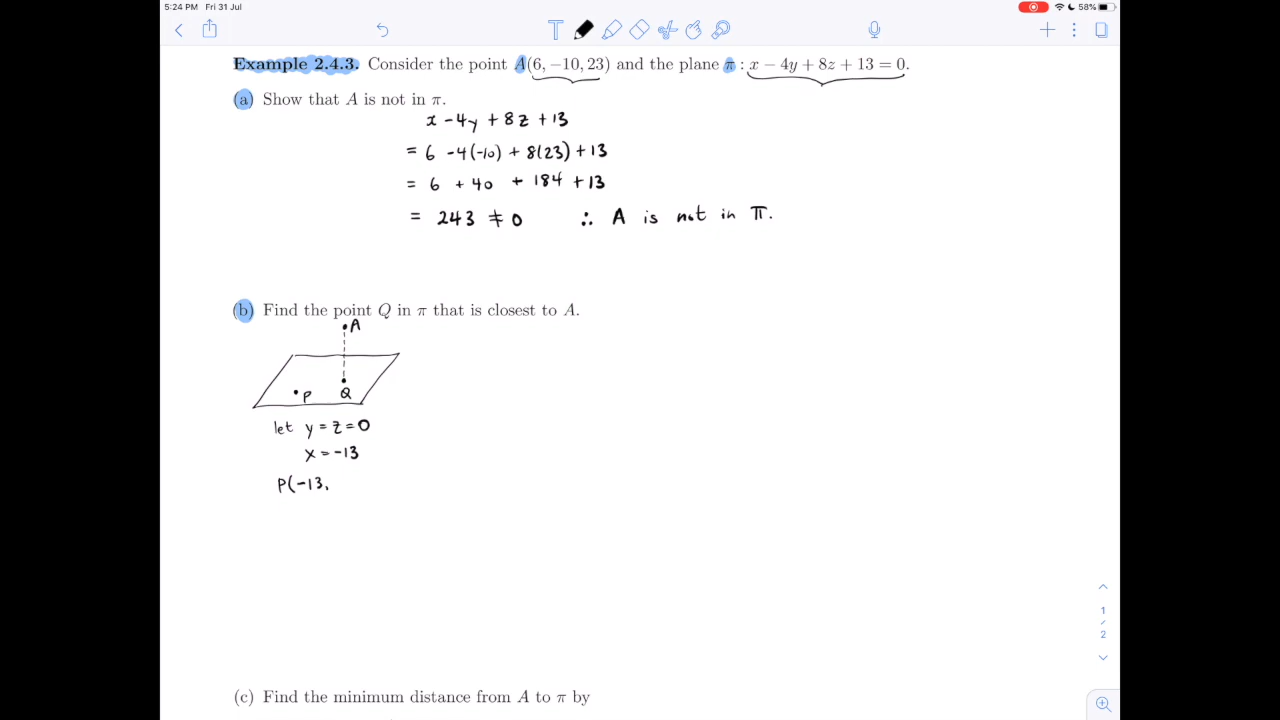 5:24 PM Fri 31 Jul
58%
T
Example 2.4.3. Consider the point A(6, −10, 23) and the plane π : x − 4y + 8z + 13 = 0.
(a) Show that A is not in π.
x - 4y + 8z + 13
= 6 - 4(-10) + 8(23) + 13
= 6 + 40 + 184 + 13
= 243 ≠ 0 ∴ A is not in π.
(b) Find the point Q in π that is closest to A.
A
P Q
let y = z = 0
x = -13
P(-13,
1
/
2
(c) Find the minimum distance from A to π by